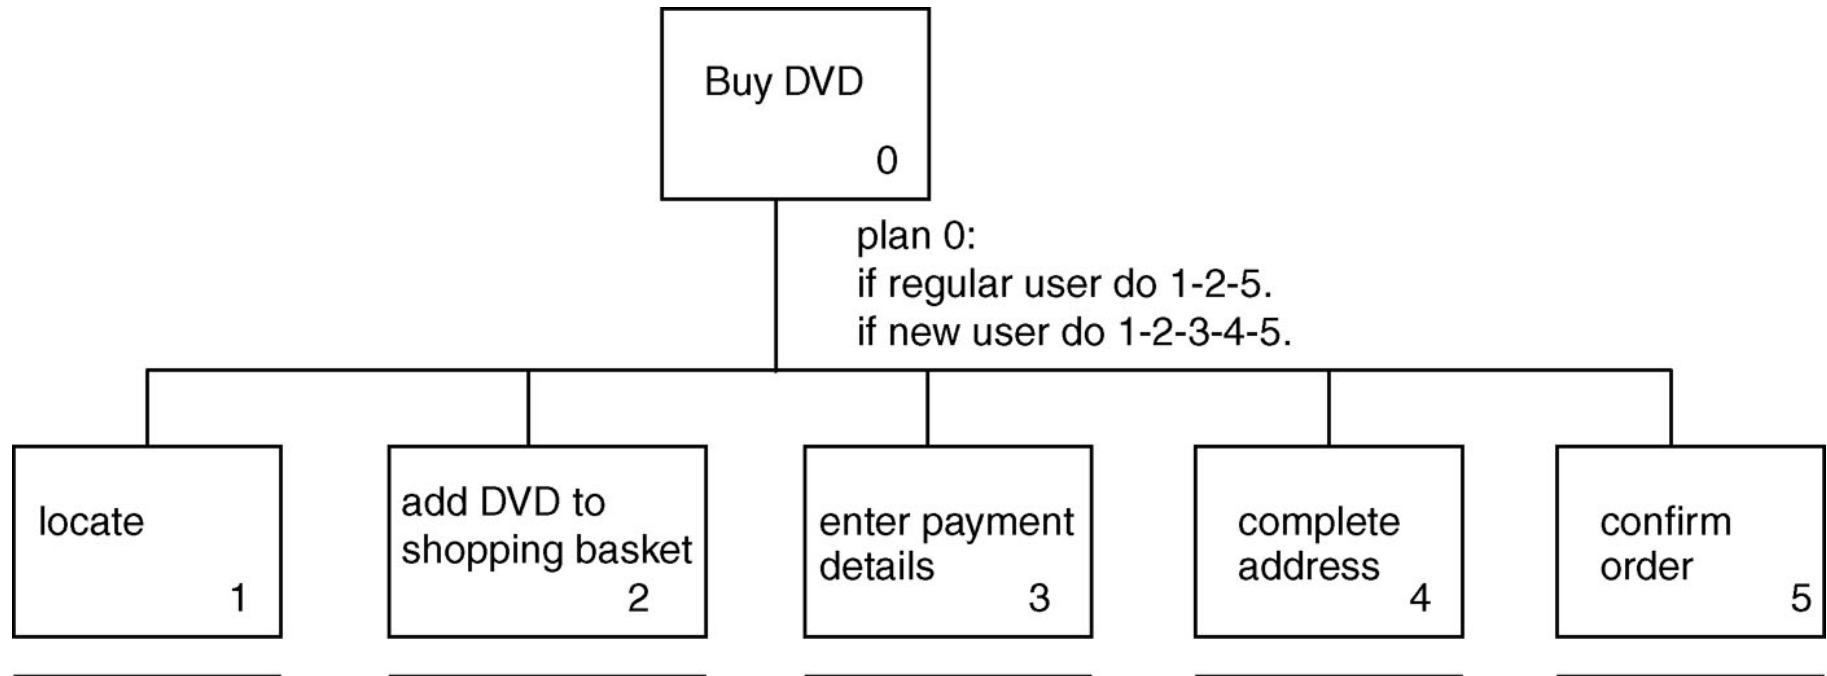 Buy DVD
0
plan 0:
if regular user do 1-2-5.
if new user do 1-2-3-4-5.
locate
1
add DVD to
shopping basket
2
enter payment
details
3
complete
address
4
confirm
order
5